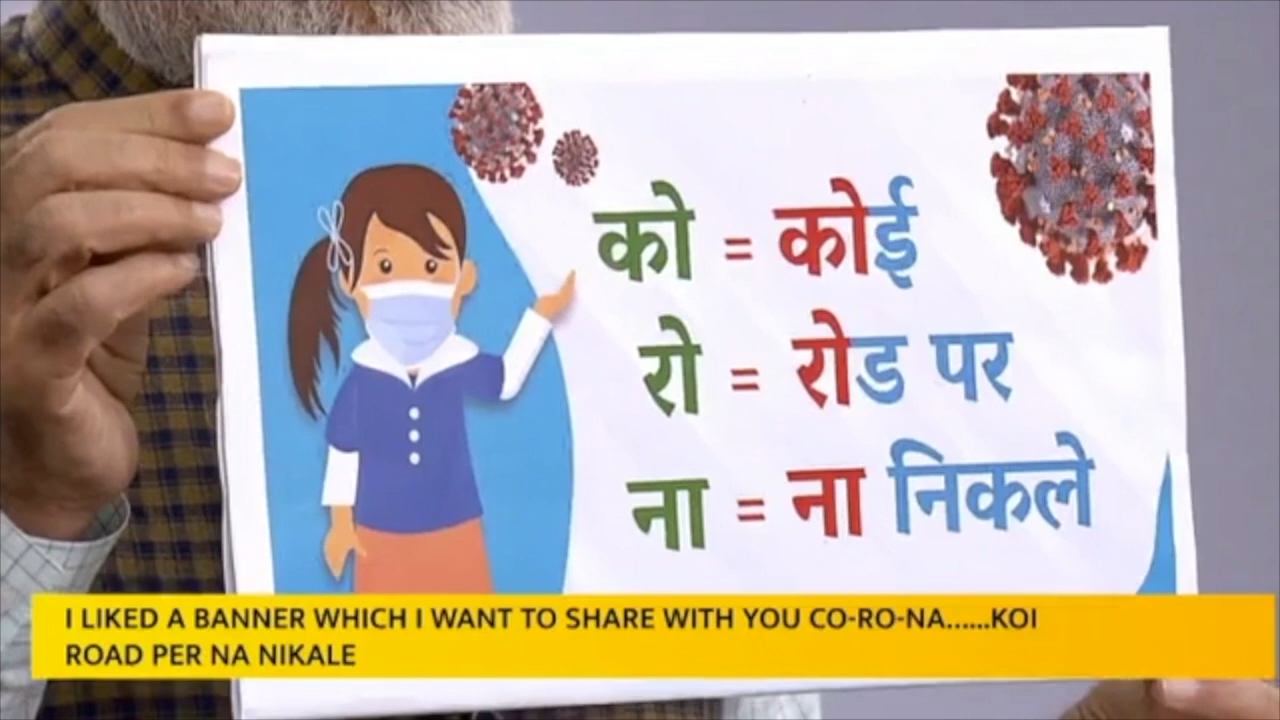 को = कोई
रो = रोड पर
ना = ना निकले
I LIKED A BANNER WHICH I WANT TO SHARE WITH YOU CO-RO-NA......KOI
ROAD PER NA NIKALE